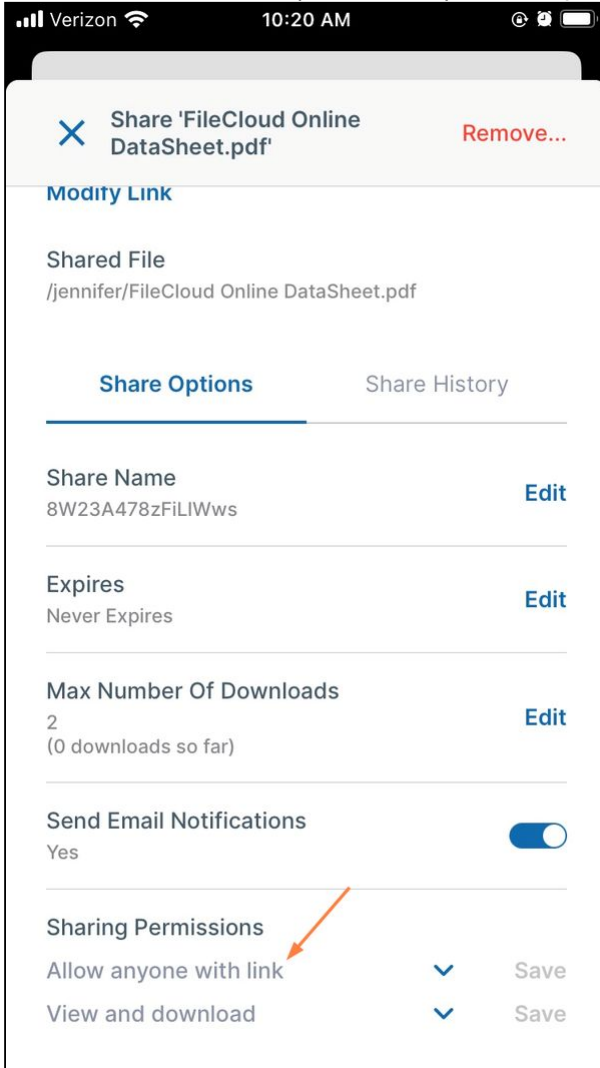 Verizon 10:20 AM
Share 'FileCloud Online
DataSheet.pdf'
Remove...
Modify Link
Shared File
/jennifer/FileCloud Online DataSheet.pdf
Share Options Share History
Share Name
8W23A478zFiLlWws
Edit
Expires
Never Expires
Edit
Max Number Of Downloads
2
(0 downloads so far)
Edit
Send Email Notifications
Yes
Sharing Permissions
Allow anyone with link Save
View and download Save